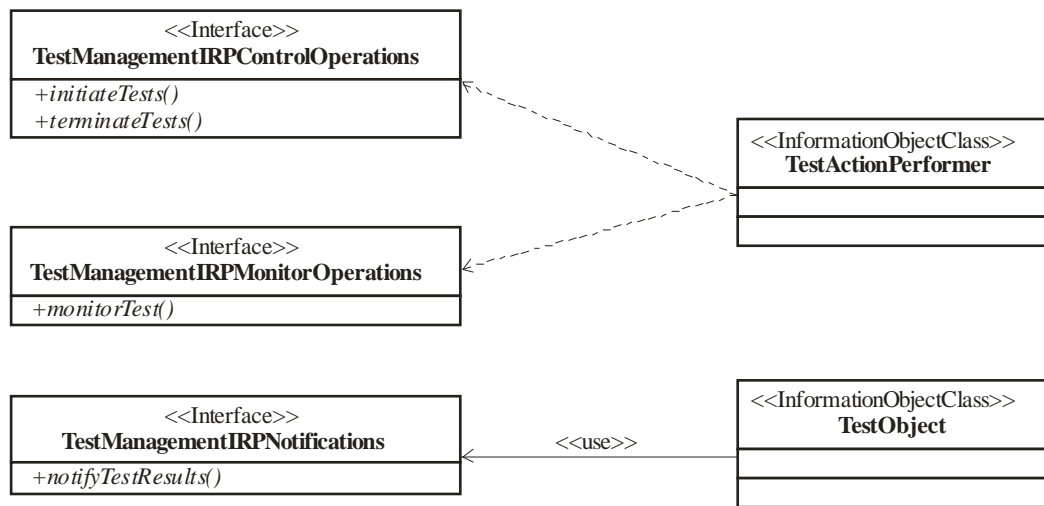 <<Interface>>
TestManagementIRPControlOperations
+initiateTests()
+terminateTests()
<<InformationObjectClass>>
TestActionPerformer
<<Interface>>
TestManagementIRPMonitorOperations
+monitorTest()
<<Interface>>
TestManagementIRPNotifications
+notifyTestResults()
<<use>>
<<InformationObjectClass>>
TestObject